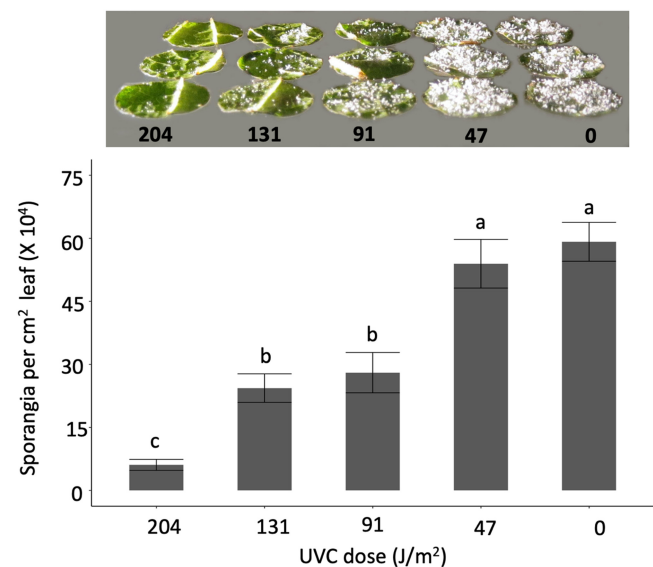 204 131 91 47 0
Sporangia per cm² leaf (X 10⁴)
75
60
45
30
15
0
c
b
b
a
a
204 131 91 47 0
UVC dose (J/m²)